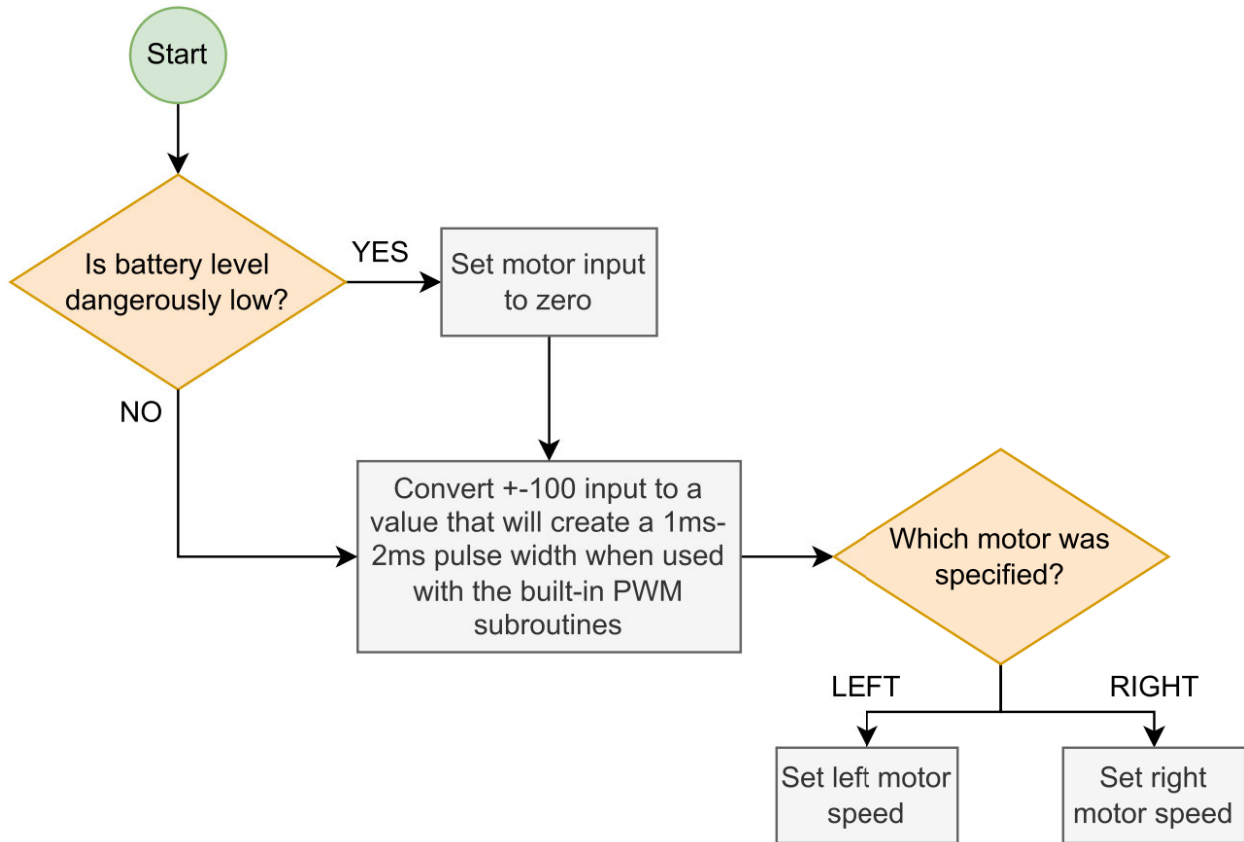 Start
Is battery level
dangerously low?
YES
Set motor input
to zero
NO
Convert +-100 input to a
value that will create a 1ms-
2ms pulse width when used
with the built-in PWM
subroutines
Which motor was
specified?
LEFT
RIGHT
Set left motor
speed
Set right
motor speed